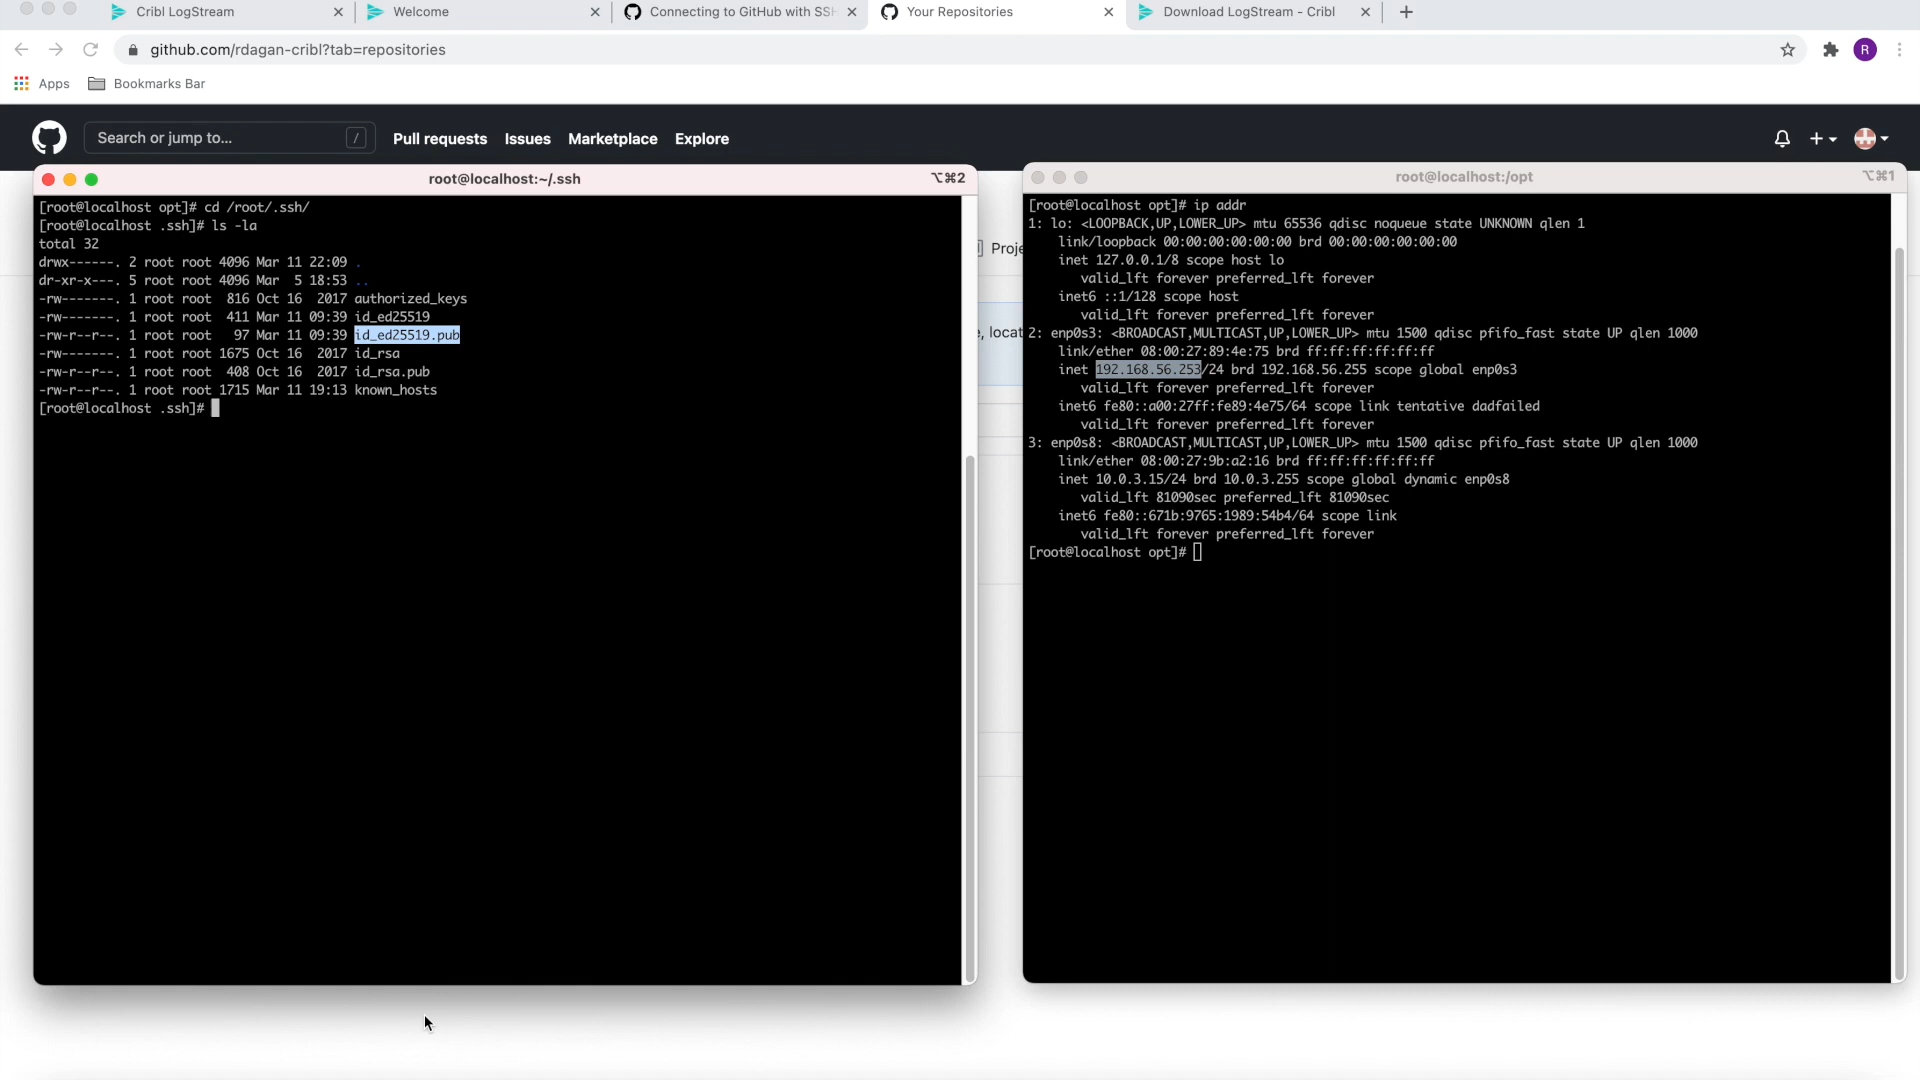 Cribl LogStream
Welcome
Connecting to GitHub with SSH
Your Repositories
Download LogStream - Cribl
github.com/rdagan-cribl?tab=repositories
R
Apps
Bookmarks Bar
Search or jump to...
/
Pull requests
Issues
Marketplace
Explore
root@localhost:~/.ssh
⌥⌘2
[root@localhost opt]# cd /root/.ssh/
[root@localhost .ssh]# ls -la
total 32
drwx------. 2 root root 4096 Mar 11 22:09 .
dr-xr-x---. 5 root root 4096 Mar  5 18:53 ..
-rw-------. 1 root root  816 Oct 16  2017 authorized_keys
-rw-------. 1 root root  411 Mar 11 09:39 id_ed25519
-rw-r--r--. 1 root root   97 Mar 11 09:39 id_ed25519.pub
-rw-------. 1 root root 1675 Oct 16  2017 id_rsa
-rw-r--r--. 1 root root  408 Oct 16  2017 id_rsa.pub
-rw-r--r--. 1 root root 1715 Mar 11 19:13 known_hosts
[root@localhost .ssh]#
Proje
, locat
root@localhost:/opt
⌥⌘1
[root@localhost opt]# ip addr
1: lo: <LOOPBACK,UP,LOWER_UP> mtu 65536 qdisc noqueue state UNKNOWN qlen 1
link/loopback 00:00:00:00:00:00 brd 00:00:00:00:00:00
inet 127.0.0.1/8 scope host lo
valid_lft forever preferred_lft forever
inet6 ::1/128 scope host
valid_lft forever preferred_lft forever
2: enp0s3: <BROADCAST,MULTICAST,UP,LOWER_UP> mtu 1500 qdisc pfifo_fast state UP qlen 1000
link/ether 08:00:27:89:4e:75 brd ff:ff:ff:ff:ff:ff
inet 192.168.56.253/24 brd 192.168.56.255 scope global enp0s3
valid_lft forever preferred_lft forever
inet6 fe80::a00:27ff:fe89:4e75/64 scope link tentative dadfailed
valid_lft forever preferred_lft forever
3: enp0s8: <BROADCAST,MULTICAST,UP,LOWER_UP> mtu 1500 qdisc pfifo_fast state UP qlen 1000
link/ether 08:00:27:9b:a2:16 brd ff:ff:ff:ff:ff:ff
inet 10.0.3.15/24 brd 10.0.3.255 scope global dynamic enp0s8
valid_lft 81090sec preferred_lft 81090sec
inet6 fe80::671b:9765:1989:54b4/64 scope link
valid_lft forever preferred_lft forever
[root@localhost opt]#